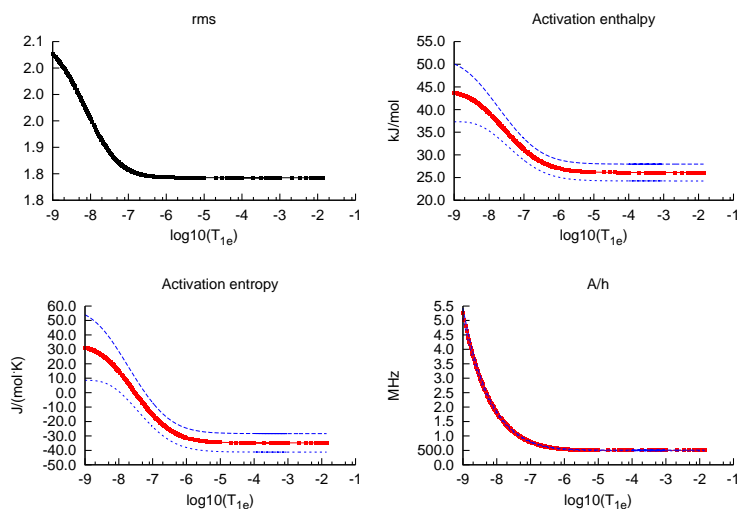 rms
2.1
2.0
2.0
2.0
1.8
1.8
1.8
-9 -8 -7 -6 -5 -4 -3 -2 -1
log10(T1e)
Activation enthalpy
kJ/mol
55.0
50.0
45.0
40.0
35.0
30.0
25.0
20.0
-9 -8 -7 -6 -5 -4 -3 -2 -1
log10(T1e)
Activation entropy
J/(mol·K)
60.0
50.0
40.0
30.0
20.0
10.0
0.0
-10.0
-20.0
-30.0
-40.0
-50.0
-9 -8 -7 -6 -5 -4 -3 -2 -1
log10(T1e)
A/h
MHz
5.5
5.0
4.5
4.0
3.5
3.0
2.5
2.0
1.5
1.0
500.0
0.0
-9 -8 -7 -6 -5 -4 -3 -2 -1
log10(T1e)